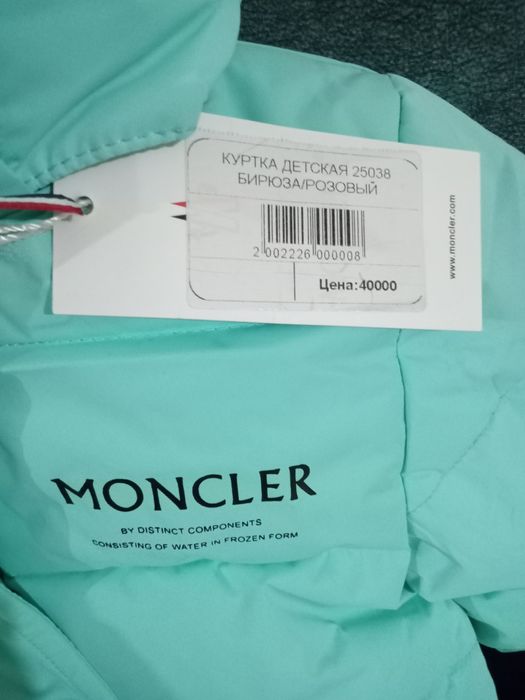 КУРТКА ДЕТСКАЯ 25038
БИРЮЗА/РОЗОВЫЙ
2 002226 000008
Цена:40000
www.moncler.com
MONCLER
BY DISTINCT COMPONENTS
CONSISTING OF WATER IN FROZEN FORM